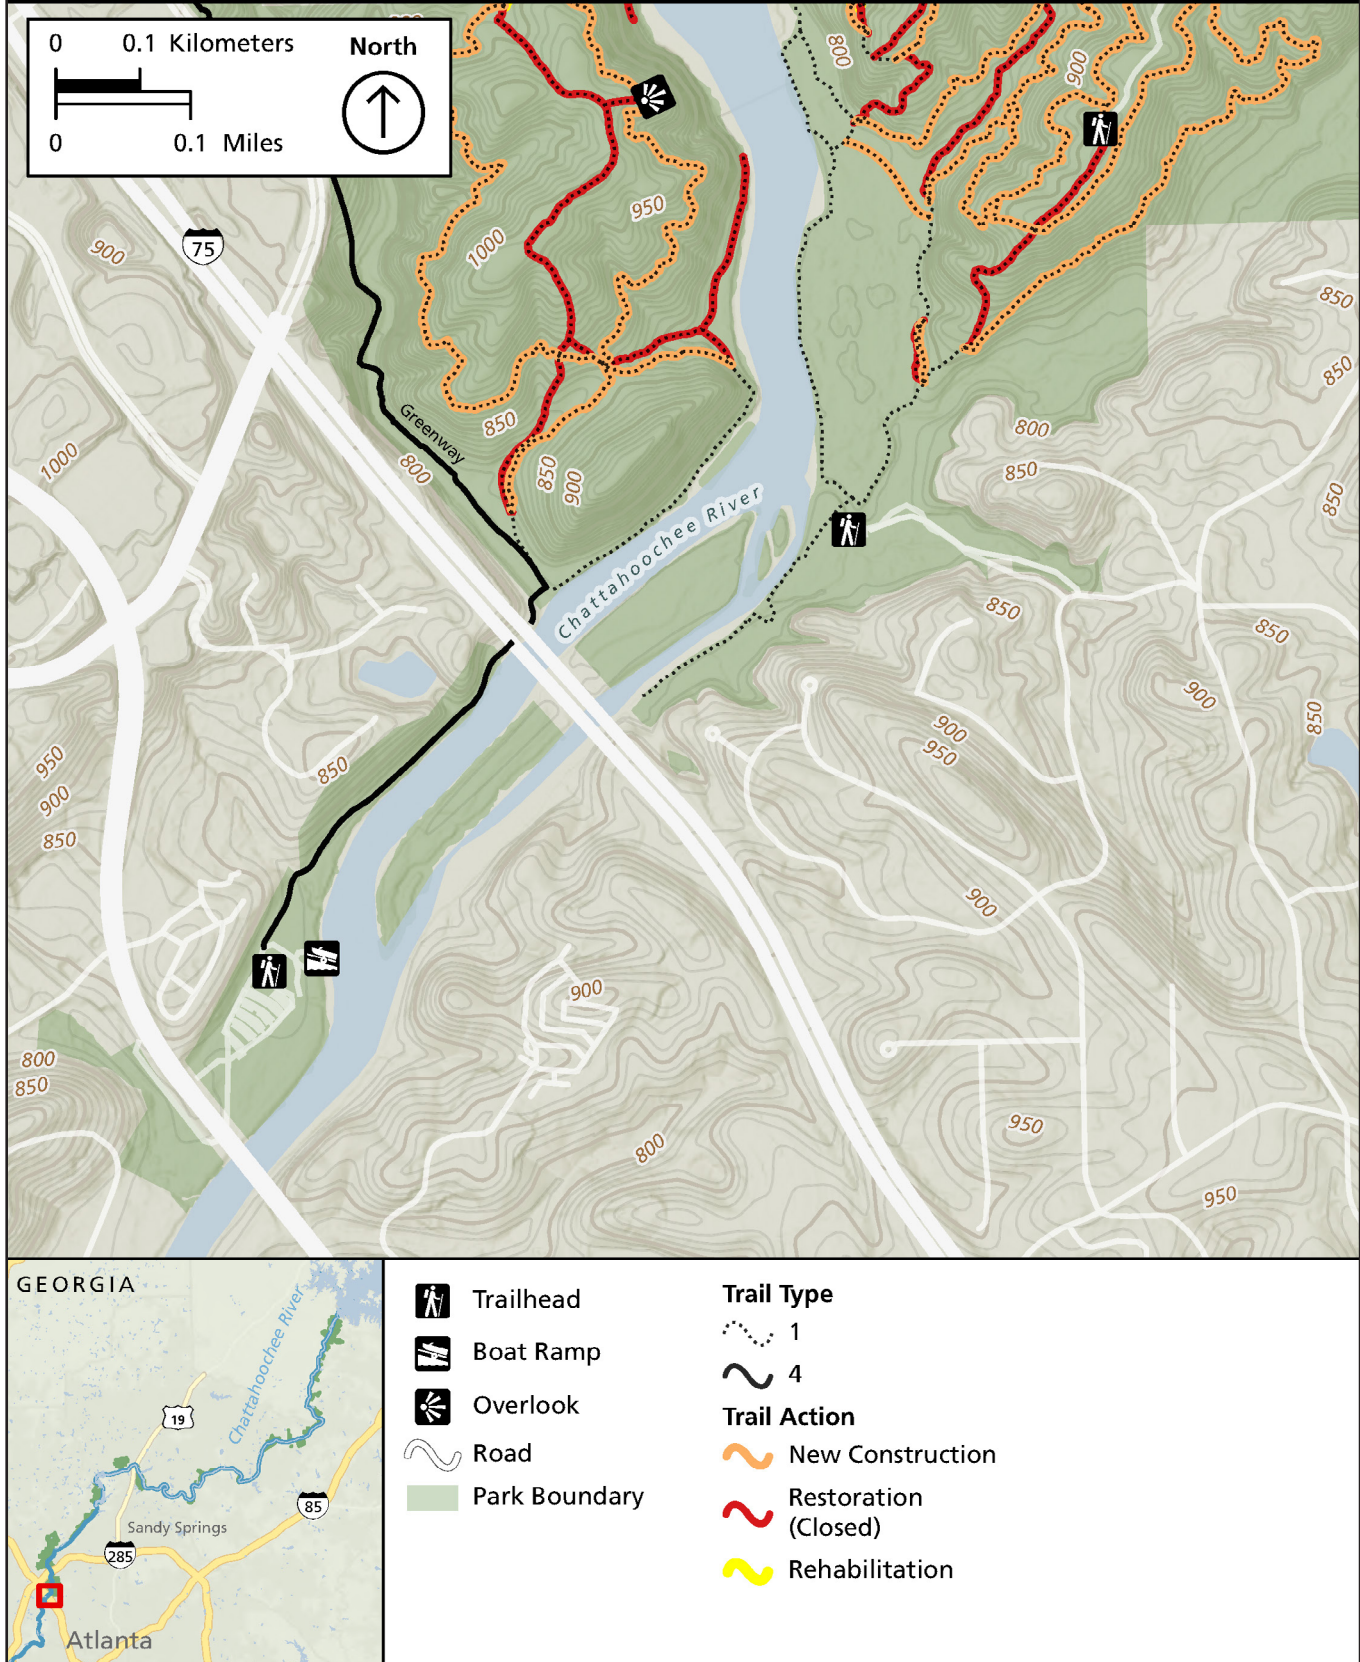 0 0.1 Kilometers
0 0.1 Miles
North
800
900
75
900
950
1000
850
850
1000
Greenway
800
850
850
900
800
850
850
Chattahoochee River
850
850
900
850
900
950
950
900
850
850
900
900
800
850
950
800
950
GEORGIA
Chattahoochee River
19
85
Sandy Springs
285
Atlanta
Trailhead
Boat Ramp
Overlook
Road
Park Boundary
Trail Type
1
4
Trail Action
New Construction
Restoration
(Closed)
Rehabilitation